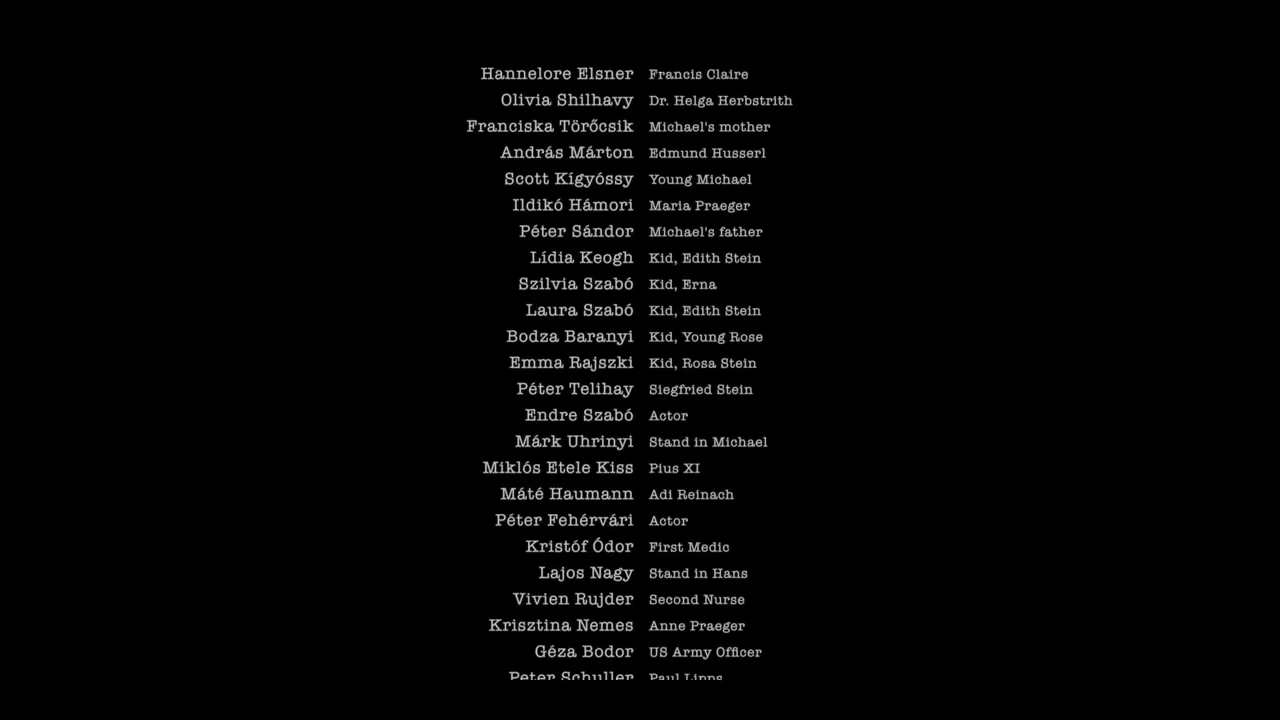 Hannelore Elsner Francis Claire
Olivia Shilhavy Dr. Helga Herbstrith
Franciska Törőcsik Michael's mother
András Márton Edmund Husserl
Scott Kígyóssy Young Michael
Ildikó Hámori Maria Praeger
Péter Sándor Michael's father
Lídia Keogh Kid, Edith Stein
Szilvia Szabó Kid, Erna
Laura Szabó Kid, Edith Stein
Bodza Baranyi Kid, Young Rose
Emma Rajszki Kid, Rosa Stein
Péter Telihay Siegfried Stein
Endre Szabó Actor
Márk Uhrinyi Stand in Michael
Miklós Etele Kiss Pius XI
Máté Haumann Adi Reinach
Péter Fehérvári Actor
Kristóf Ódor First Medic
Lajos Nagy Stand in Hans
Vivien Rujder Second Nurse
Krisztina Nemes Anne Praeger
Géza Bodor US Army Officer
Peter Schuller Paul Lipps